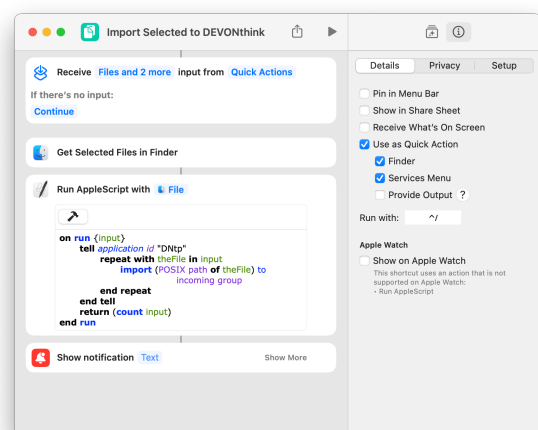 Import Selected to DEVONthink
Receive Files and 2 more input from Quick Actions
If there's no input:
Continue
Get Selected Files in Finder
Run AppleScript with File
on run {input}
tell application id "DNtp"
repeat with theFile in input
import (POSIX path of theFile) to
incoming group
end repeat
end tell
return (count input)
end run
Show notification Text Show More
Details Privacy Setup
Pin in Menu Bar
Show in Share Sheet
Receive What's On Screen
Use as Quick Action
Finder
Services Menu
Provide Output ?
Run with: ^/
Apple Watch
Show on Apple Watch
This shortcut uses an action that is not
supported on Apple Watch:
• Run AppleScript